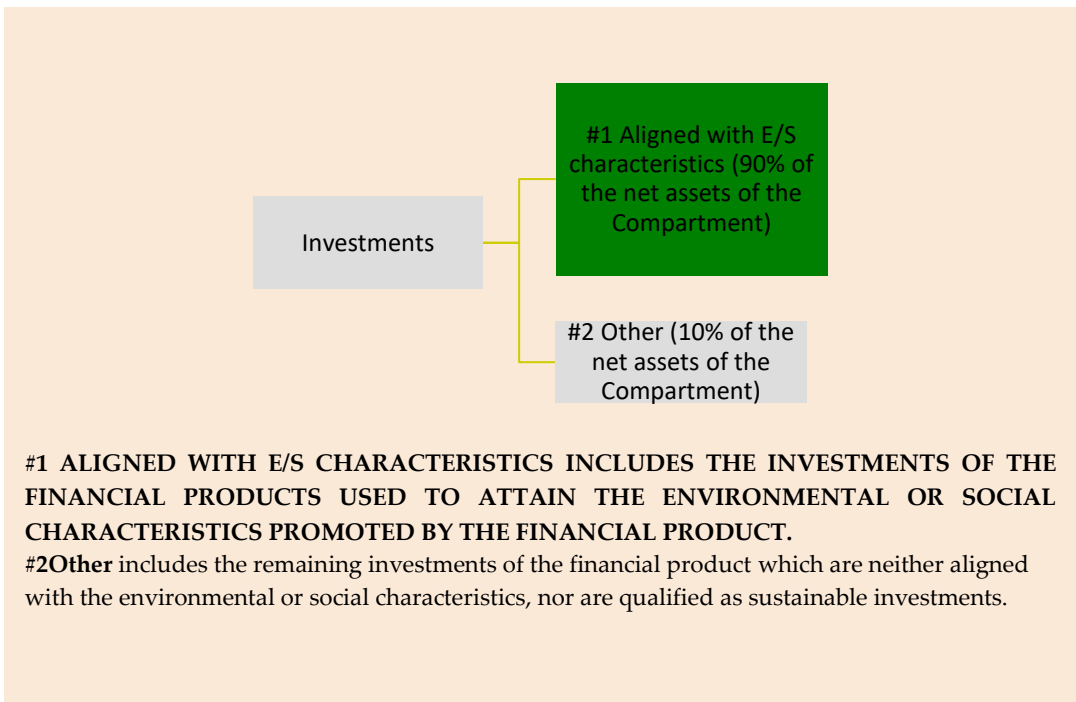 #1 Aligned with E/S
characteristics (90% of
the net assets of the
Compartment)
Investments
#2 Other (10% of the
net assets of the
Compartment)
#1 ALIGNED WITH E/S CHARACTERISTICS INCLUDES THE INVESTMENTS OF THE
FINANCIAL PRODUCTS USED TO ATTAIN THE ENVIRONMENTAL OR SOCIAL
CHARACTERISTICS PROMOTED BY THE FINANCIAL PRODUCT.
#2Other includes the remaining investments of the financial product which are neither aligned
with the environmental or social characteristics, nor are qualified as sustainable investments.